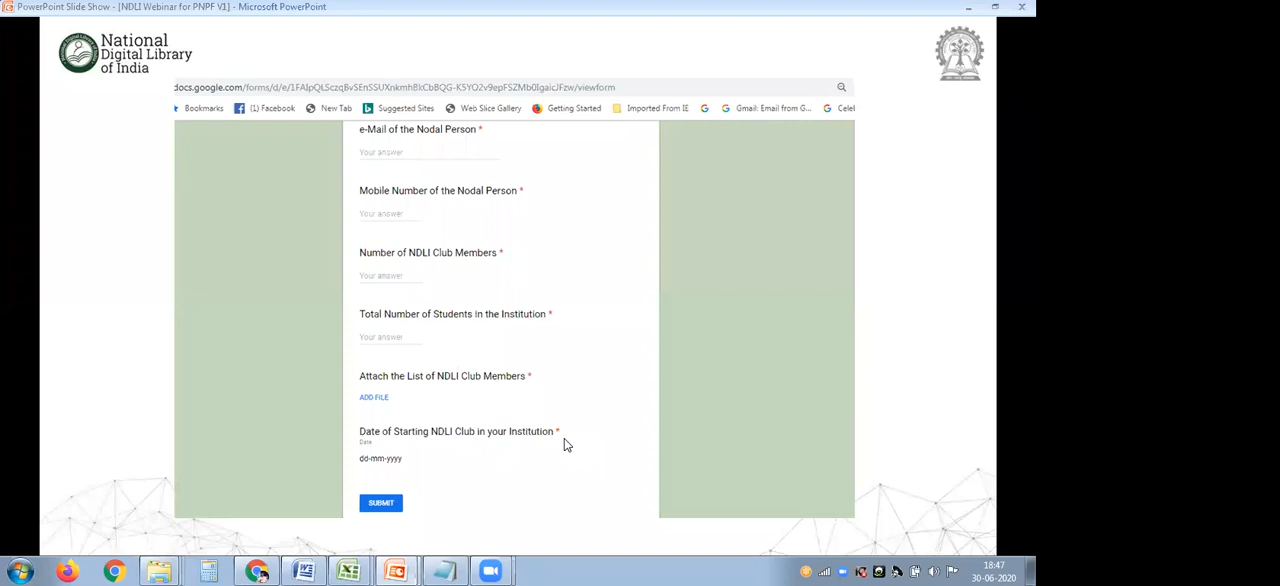 PowerPoint Slide Show - [NDLI Webinar for PNPF V1] - Microsoft PowerPoint
National
Digital Library
of India
Bookmarks (1) Facebook New Tab Suggested Sites Web Slice Gallery Getting Started Imported From IE Gmail: Email from G... Celel
e-Mail of the Nodal Person *
Your answer
Mobile Number of the Nodal Person *
Your answer
Number of NDLI Club Members *
Your answer
Total Number of Students in the Institution *
Your answer
Attach the List of NDLI Club Members *
ADD FILE
Date of Starting NDLI Club in your Institution *
Date
dd-mm-yyyy
SUBMIT
18:47
30-06-2020